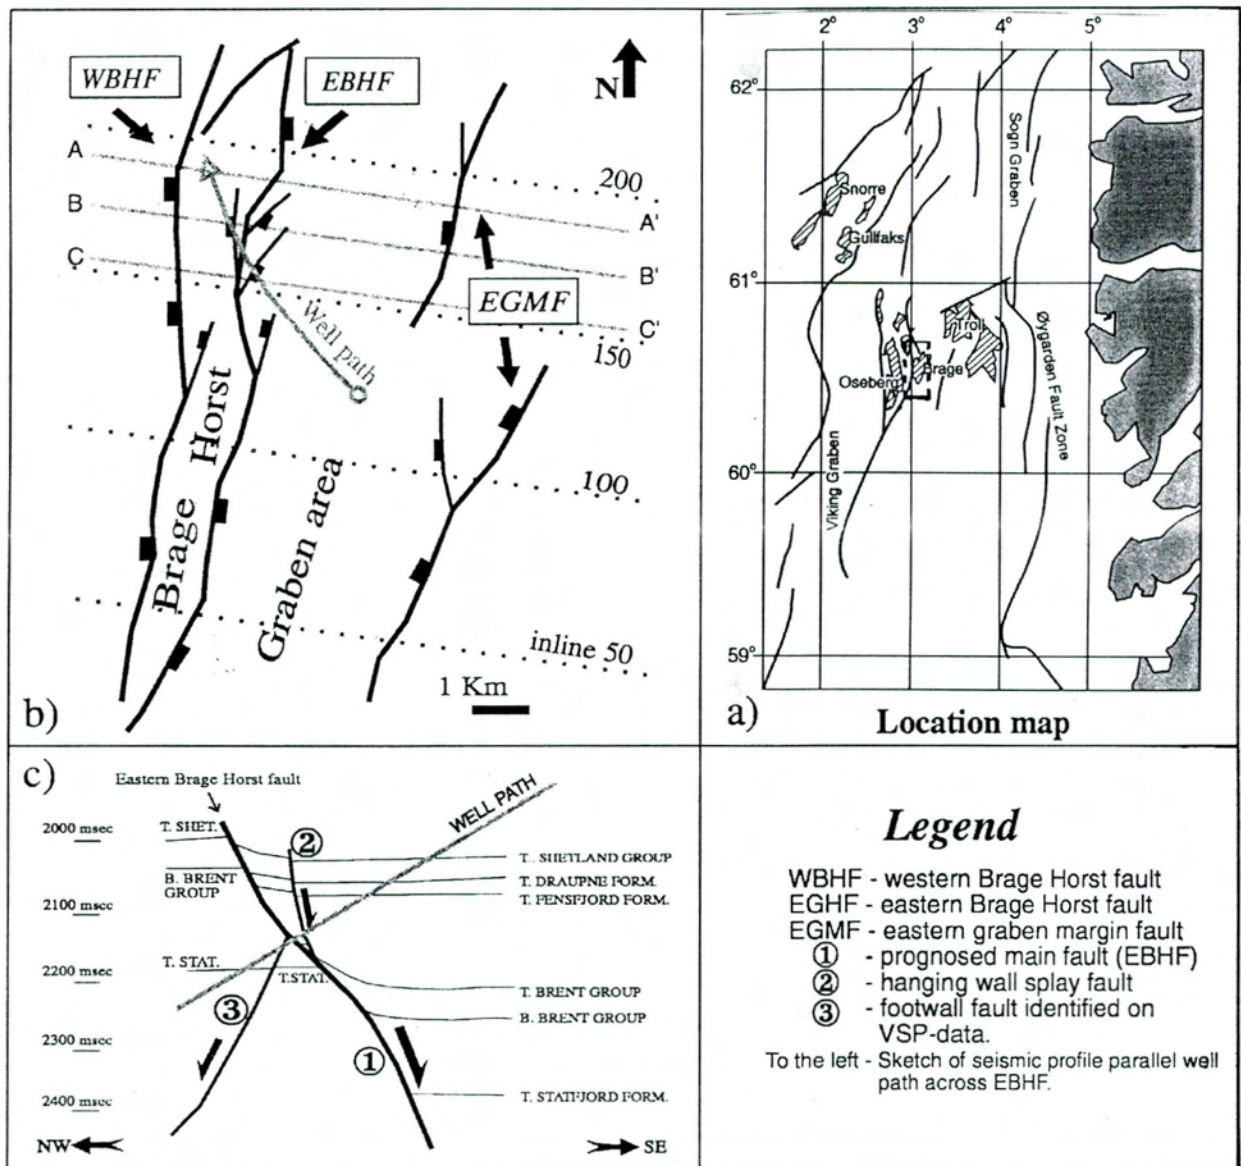 WBHF
EBHF
N
A
200
B
A'
C
B'
EGMF
C'
Well path
150
Brage Horst
Graben area
100
inline 50
1 Km
b)
2° 3° 4° 5°
62°
Sogn Graben
Snorre
Gullfaks
61°
Troll
Øygarden Fault Zone
Brage
Oseberg
60°
Viking Graben
59°
a)
Location map
c)
Eastern Brage Horst fault
WELL PATH
2000 msec
T. SHET.
②
T.. SHETLAND GROUP
B. BRENT
GROUP
T. DRAUPNE FORM.
2100 msec
T. FENSFJORD FORM.
T. STAT.
2200 msec
T.STAT.
T. BRENT GROUP
③
B. BRENT GROUP
2300 msec
①
T. STATFJORD FORM.
2400 msec
NW
SE
Legend
WBHF - western Brage Horst fault
EGHF - eastern Brage Horst fault
EGMF - eastern graben margin fault
① - prognosed main fault (EBHF)
② - hanging wall splay fault
③ - footwall fault identified on
VSP-data.
To the left - Sketch of seismic profile parallel well
path across EBHF.